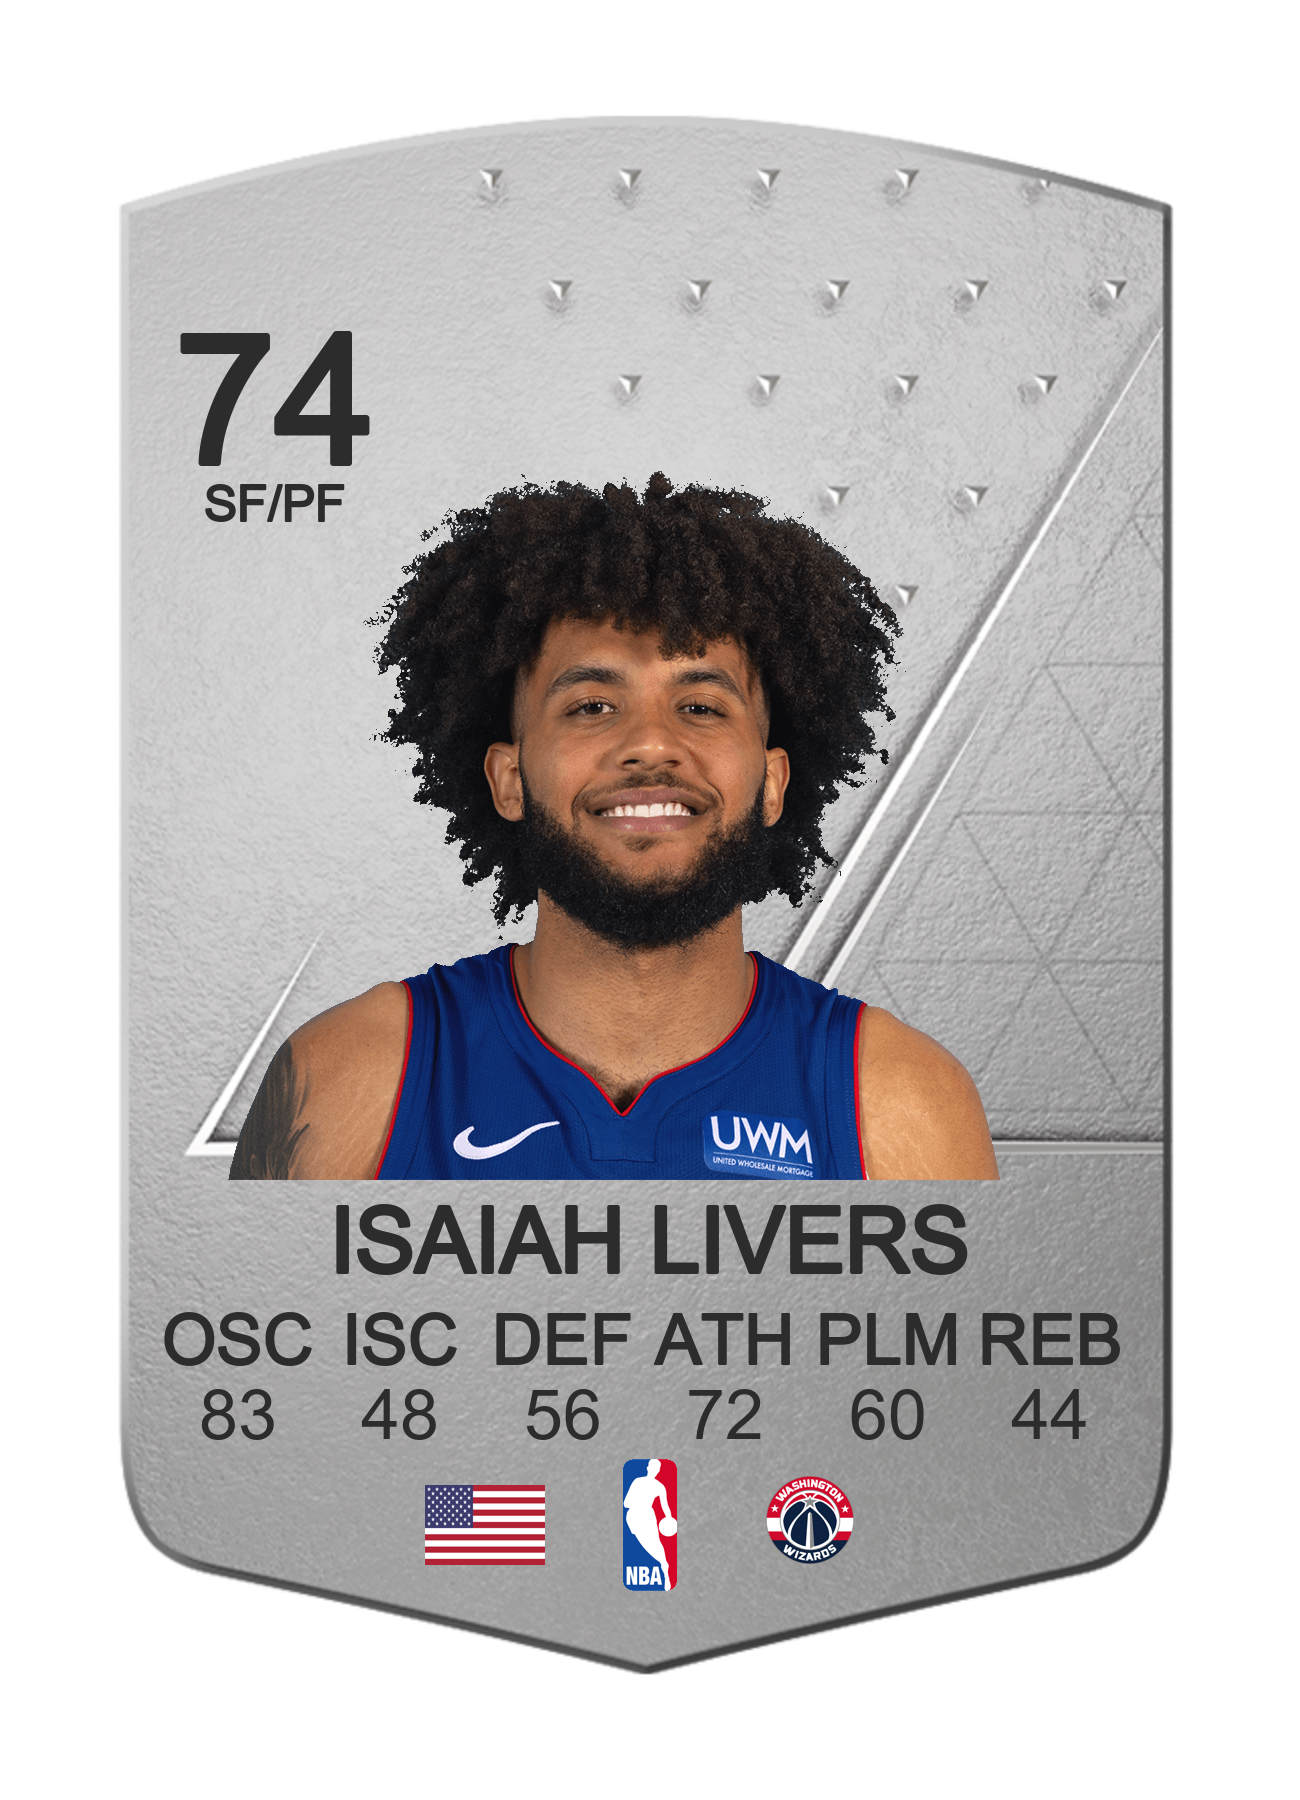 74
SF/PF
UWM
UNITED WHOLESALE MORTGAGE
ISAIAH LIVERS
OSC ISC DEF ATH PLM REB
83 48 56 72 60 44
NBA
WASHINGTON
WIZARDS